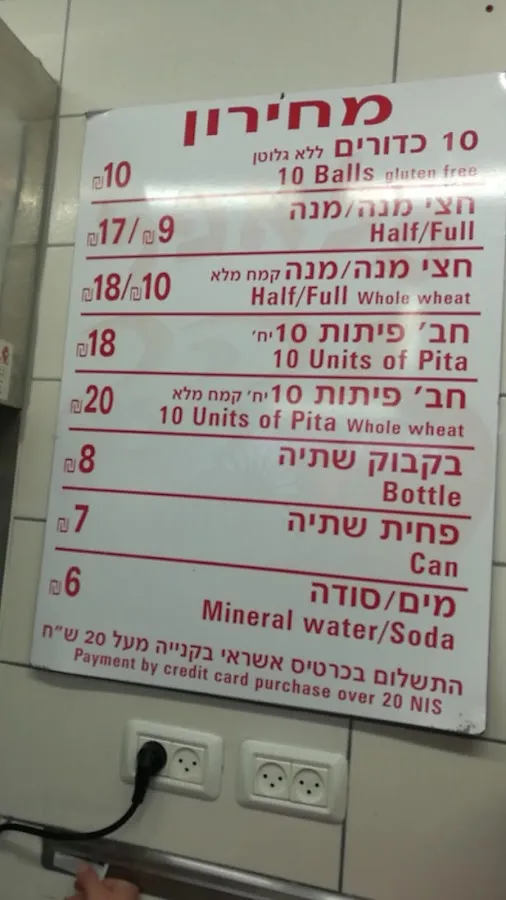 מחירון
10 כדורים ללא גלוטן
10 Balls gluten free
₪10
חצי מנה/מנה
Half/Full
₪17/₪9
חצי מנה/מנה קמח מלא
Half/Full Whole wheat
₪18/₪10
חב׳ פיתות 10 יח׳
10 Units of Pita
₪18
חב׳ פיתות 10 יח׳ קמח מלא
10 Units of Pita Whole wheat
₪20
בקבוק שתיה
Bottle
₪8
פחית שתיה
Can
₪7
מים/סודה
Mineral water/Soda
₪6
התשלום בכרטיס אשראי בקנייה מעל 20 ש״ח
Payment by credit card purchase over 20 NIS